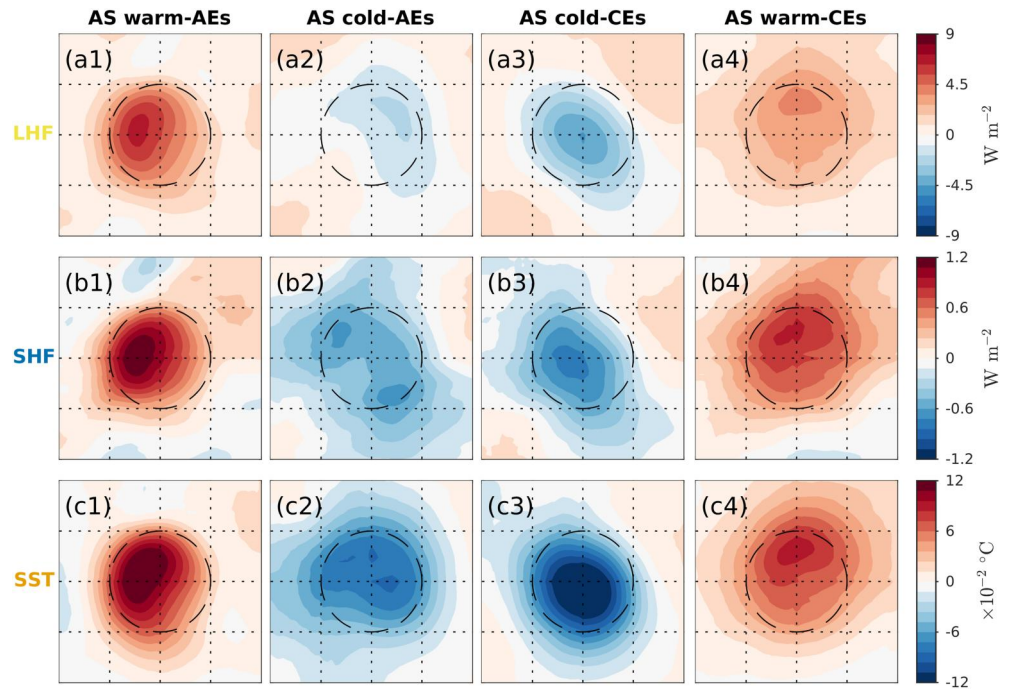 AS warm-AEs AS cold-AEs AS cold-CEs AS warm-CEs
LHF (a1) (a2) (a3) (a4)
9
4.5
0
-4.5
-9
W m−2
SHF (b1) (b2) (b3) (b4)
1.2
0.6
0
-0.6
-1.2
W m−2
SST (c1) (c2) (c3) (c4)
12
6
0
-6
-12
×10−2 °C